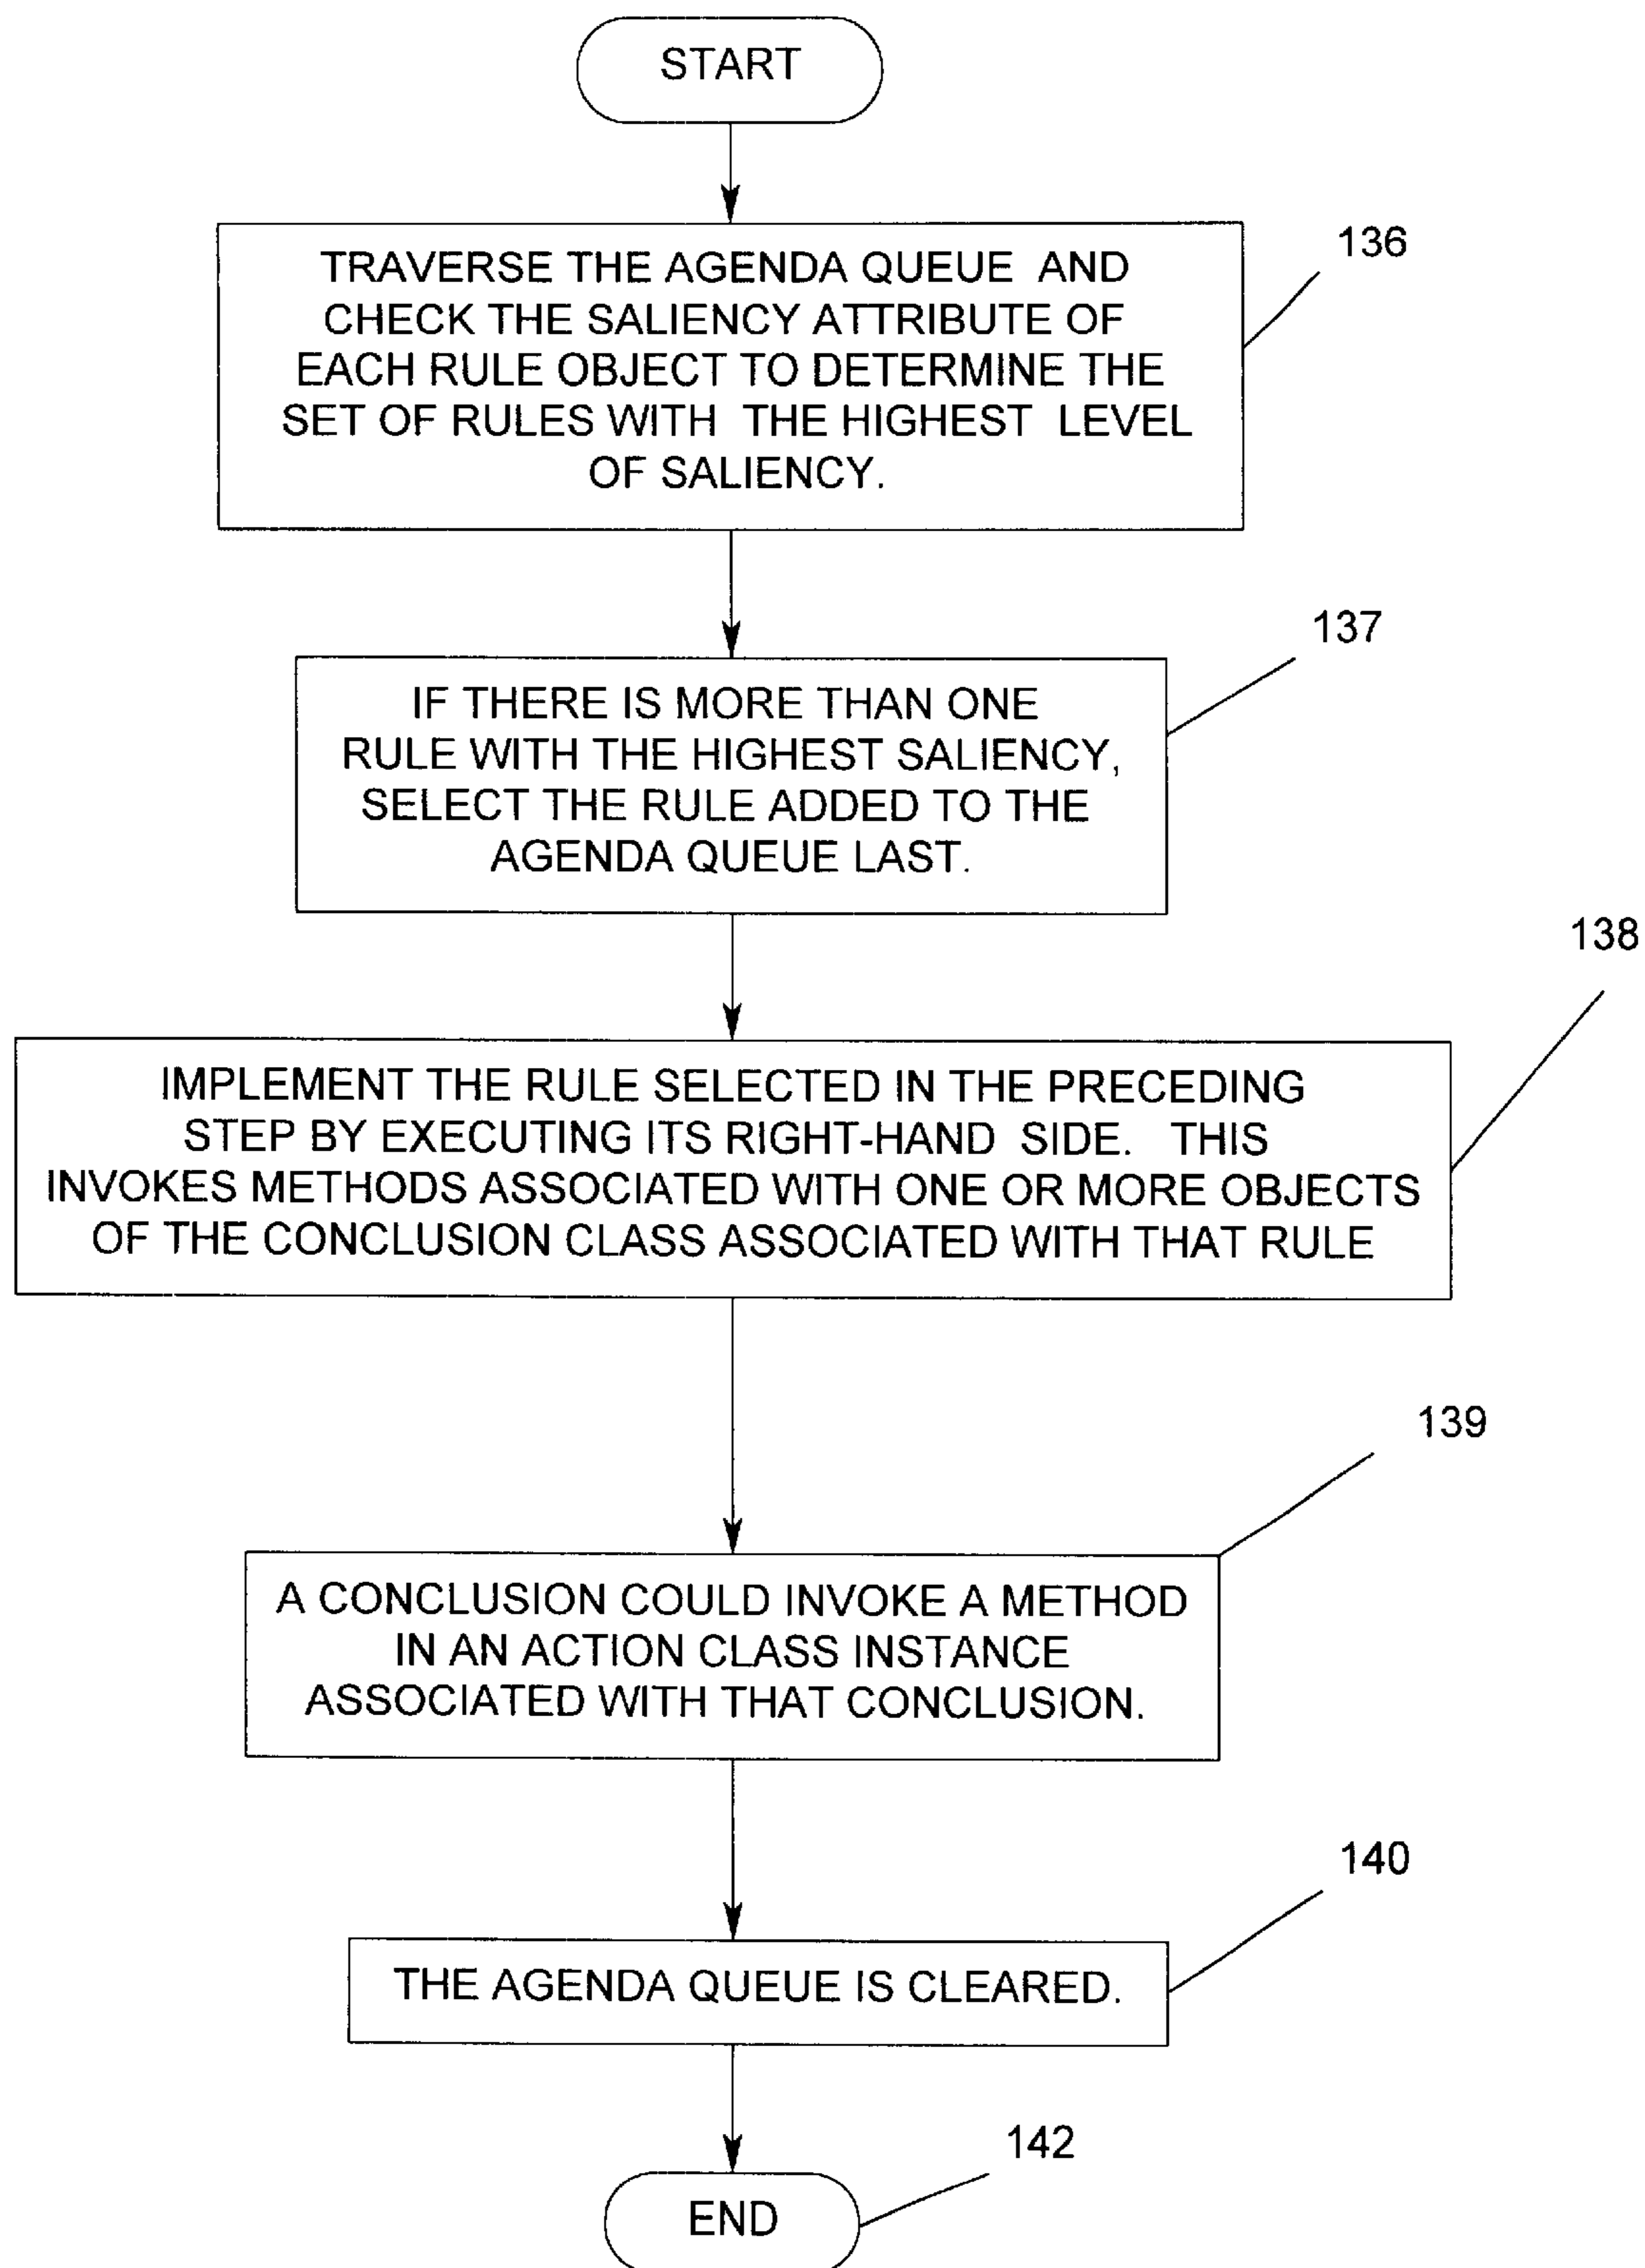 START
136
TRAVERSE THE AGENDA QUEUE AND
CHECK THE SALIENCY ATTRIBUTE OF
EACH RULE OBJECT TO DETERMINE THE
SET OF RULES WITH THE HIGHEST LEVEL
OF SALIENCY.
137
IF THERE IS MORE THAN ONE
RULE WITH THE HIGHEST SALIENCY,
SELECT THE RULE ADDED TO THE
AGENDA QUEUE LAST.
138
IMPLEMENT THE RULE SELECTED IN THE PRECEDING
STEP BY EXECUTING ITS RIGHT-HAND SIDE. THIS
INVOKES METHODS ASSOCIATED WITH ONE OR MORE OBJECTS
OF THE CONCLUSION CLASS ASSOCIATED WITH THAT RULE
139
A CONCLUSION COULD INVOKE A METHOD
IN AN ACTION CLASS INSTANCE
ASSOCIATED WITH THAT CONCLUSION.
140
THE AGENDA QUEUE IS CLEARED.
142
END